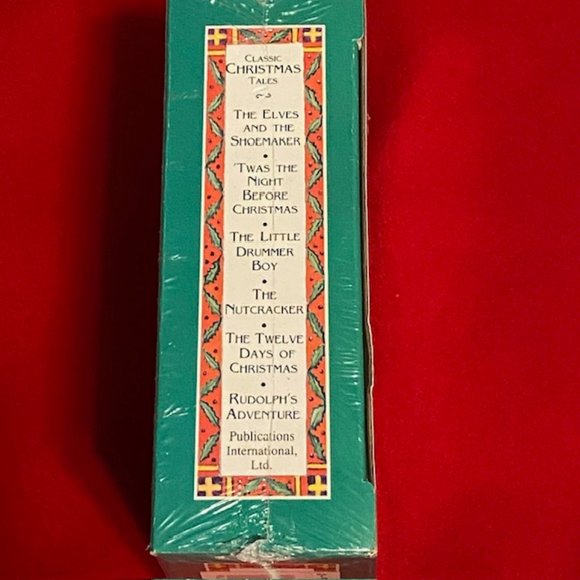 Classic
Christmas
Tales
The Elves
and the
Shoemaker
•
'Twas the
Night
Before
Christmas
•
The Little
Drummer
Boy
•
The
Nutcracker
•
The Twelve
Days of
Christmas
•
Rudolph's
Adventure
Publications
International,
Ltd.